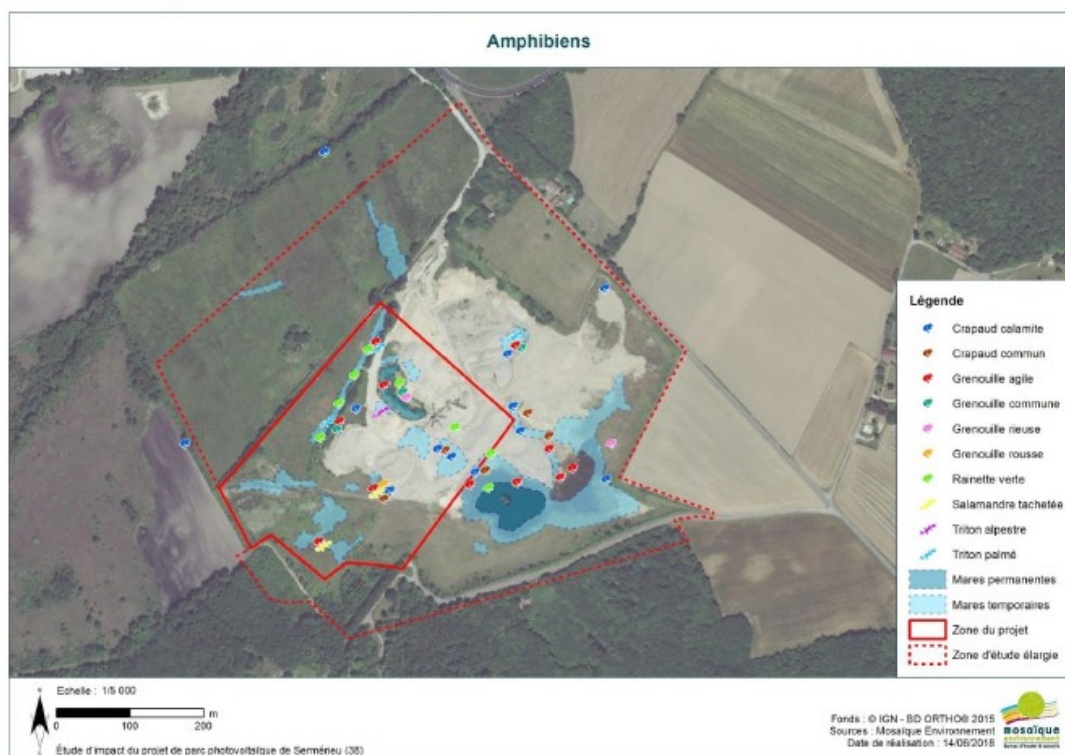 Amphibiens
Légende
Crapaud calamite
Crapaud commun
Grenouille agile
Grenouille commune
Grenouille rieuse
Grenouille rousse
Rainette verte
Salamandre tachetée
Triton alpestre
Triton palmé
Mares permanentes
Mares temporaires
Zone du projet
Zone d'étude élargie
N
Echelle : 1/5 000
m
0 100 200
Étude d'impact du projet de parc photovoltaïque de Sermérieu (38)
Fonds : © IGN - BD ORTHO® 2015
Sources : Mosaïque Environnement
Date de réalisation : 14/06/2018
mosaïque
environnement